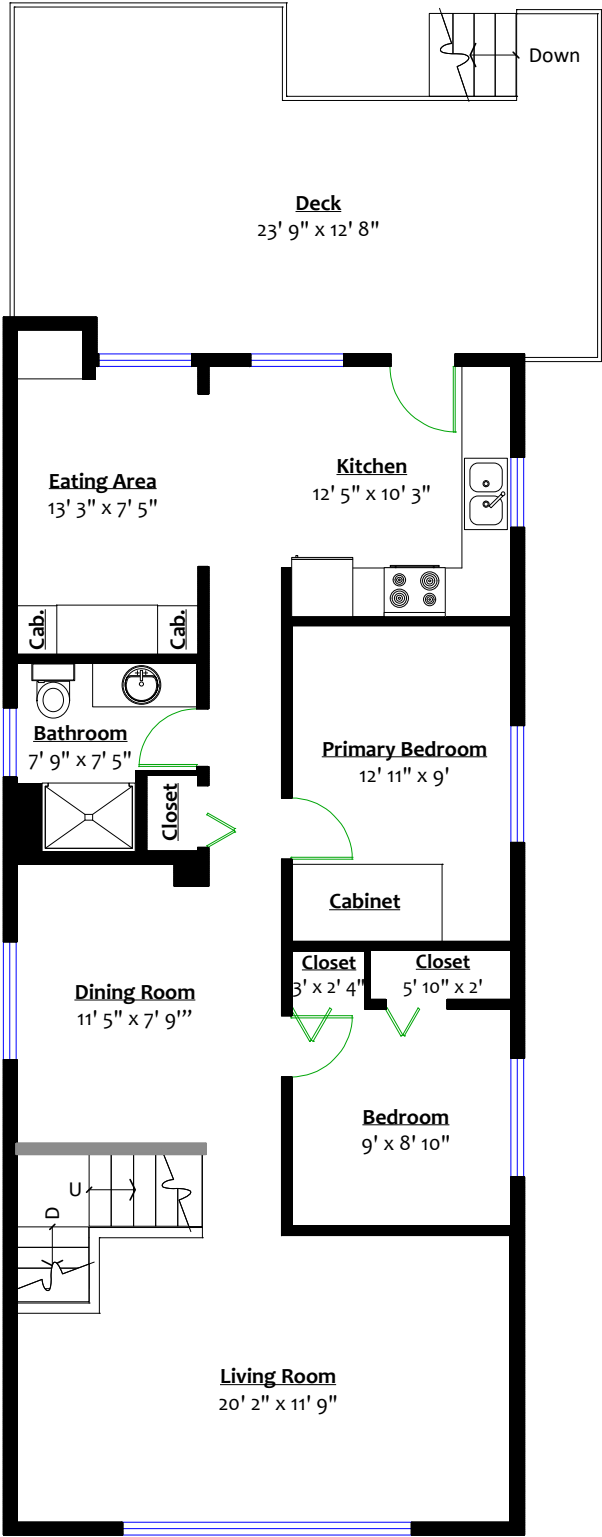 Down
Deck
23' 9" x 12' 8"
Eating Area
13' 3" x 7' 5"
Kitchen
12' 5" x 10' 3"
Cab.
Cab.
Bathroom
7' 9" x 7' 5"
Closet
Primary Bedroom
12' 11" x 9'
Cabinet
Closet
3' x 2' 4"
Closet
5' 10" x 2'
Dining Room
11' 5" x 7' 9'"
Bedroom
9' x 8' 10"
U
D
Living Room
20' 2" x 11' 9"